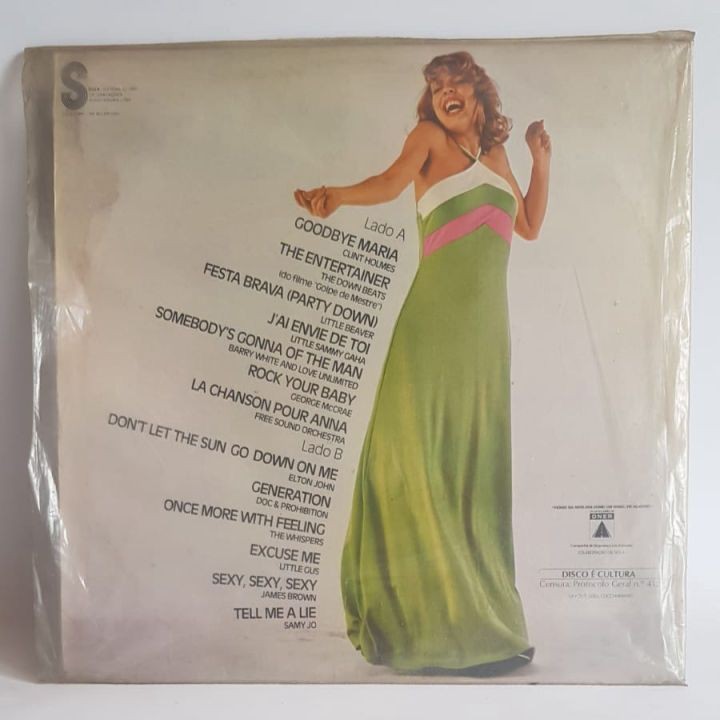 S
Lado A
GOODBYE MARIA
CLINT HOLMES
THE ENTERTAINER
THE DOWN BEATS
(do filme "Golpe de Mestre")
FESTA BRAVA (PARTY DOWN)
LITTLE BEAVER
J'AI ENVIE DE TOI
LITTLE SAMMY GAHA
SOMEBODY'S GONNA OF THE MAN
BARRY WHITE AND LOVE UNLIMITED
ROCK YOUR BABY
GEORGE McCRAE
LA CHANSON POUR ANNA
FREE SOUND ORCHESTRA
Lado B
DON'T LET THE SUN GO DOWN ON ME
ELTON JOHN
GENERATION
DOC & PROHIBITION
ONCE MORE WITH FEELING
THE WHISPERS
EXCUSE ME
LITTLE GUS
SEXY, SEXY, SEXY
JAMES BROWN
TELL ME A LIE
SAMY JO
DNER
DISCO É CULTURA
Censura: Protocolo Geral n.º